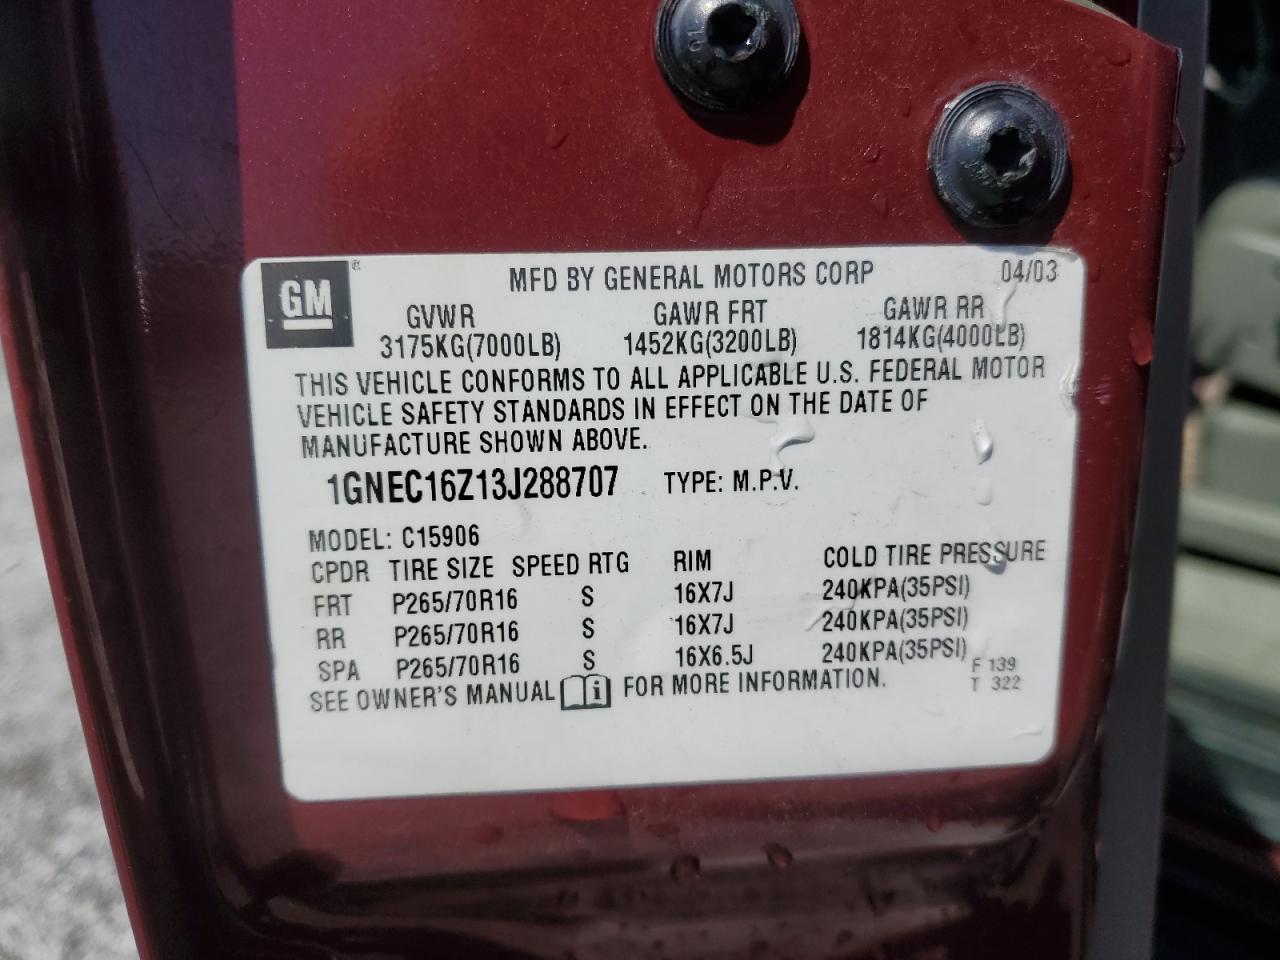 GM® MFD BY GENERAL MOTORS CORP 04/03
GVWR GAWR FRT GAWR RR
3175KG(7000LB) 1452KG(3200LB) 1814KG(4000LB)
THIS VEHICLE CONFORMS TO ALL APPLICABLE U.S. FEDERAL MOTOR
VEHICLE SAFETY STANDARDS IN EFFECT ON THE DATE OF
MANUFACTURE SHOWN ABOVE.
1GNEC16Z13J288707 TYPE: M.P.V.
MODEL: C15906
CPDR TIRE SIZE SPEED RTG RIM COLD TIRE PRESSURE
FRT P265/70R16 S 16X7J 240KPA(35PSI)
RR P265/70R16 S 16X7J 240KPA(35PSI)
SPA P265/70R16 S 16X6.5J 240KPA(35PSI) F 139
SEE OWNER'S MANUAL FOR MORE INFORMATION. T 322